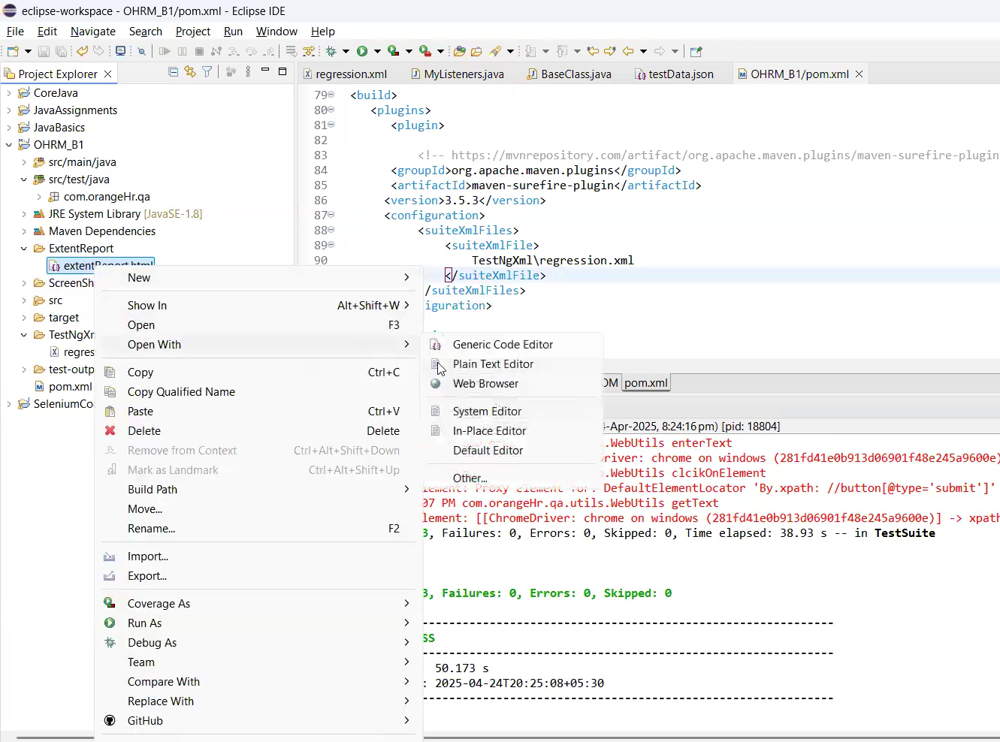 eclipse-workspace - OHRM_B1/pom.xml - Eclipse IDE
File Edit Navigate Search Project Run Window Help
Project Explorer
CoreJava
JavaAssignments
JavaBasics
OHRM_B1
src/main/java
src/test/java
com.orangeHr.qa
JRE System Library [JavaSE-1.8]
Maven Dependencies
ExtentReport
extentReport.html
ScreenSh
src
target
TestNgXm
regres
test-outp
pom.xml
SeleniumCo
regression.xml MyListeners.java BaseClass.java testData.json OHRM_B1/pom.xml
79 <build>
80 <plugins>
81 <plugin>
82
83 <!-- https://mvnrepository.com/artifact/org.apache.maven.plugins/maven-surefire-plugin
84 <groupId>org.apache.maven.plugins</groupId>
85 <artifactId>maven-surefire-plugin</artifactId>
86 <version>3.5.3</version>
87 <configuration>
88 <suiteXmlFiles>
89 <suiteXmlFile>
90 TestNgXml\regression.xml
</suiteXmlFile>
/suiteXmlFiles>
iguration>
New
Show In Alt+Shift+W
Open F3
Open With
Copy Ctrl+C
Copy Qualified Name
Paste Ctrl+V
Delete Delete
Remove from Context Ctrl+Alt+Shift+Down
Mark as Landmark Ctrl+Alt+Shift+Up
Build Path
Move...
Rename... F2
Import...
Export...
Coverage As
Run As
Debug As
Team
Compare With
Replace With
GitHub
Generic Code Editor
Plain Text Editor
Web Browser
System Editor
In-Place Editor
Default Editor
Other...
OM pom.xml
-Apr-2025, 8:24:16 pm) [pid: 18804]
.WebUtils enterText
river: chrome on windows (281fd41e0b913d06901f48e245a9600e)
.WebUtils clcikOnElement
lement: Proxy element for: DefaultElementLocator 'By.xpath: //button[@type='submit']'
07 PM com.orangeHr.qa.utils.WebUtils getText
lement: [[ChromeDriver: chrome on windows (281fd41e0b913d06901f48e245a9600e)] -> xpath
3, Failures: 0, Errors: 0, Skipped: 0, Time elapsed: 38.93 s -- in TestSuite
3, Failures: 0, Errors: 0, Skipped: 0
------------------------------------------------------------
SS
------------------------------------------------------------
50.173 s
: 2025-04-24T20:25:08+05:30
------------------------------------------------------------